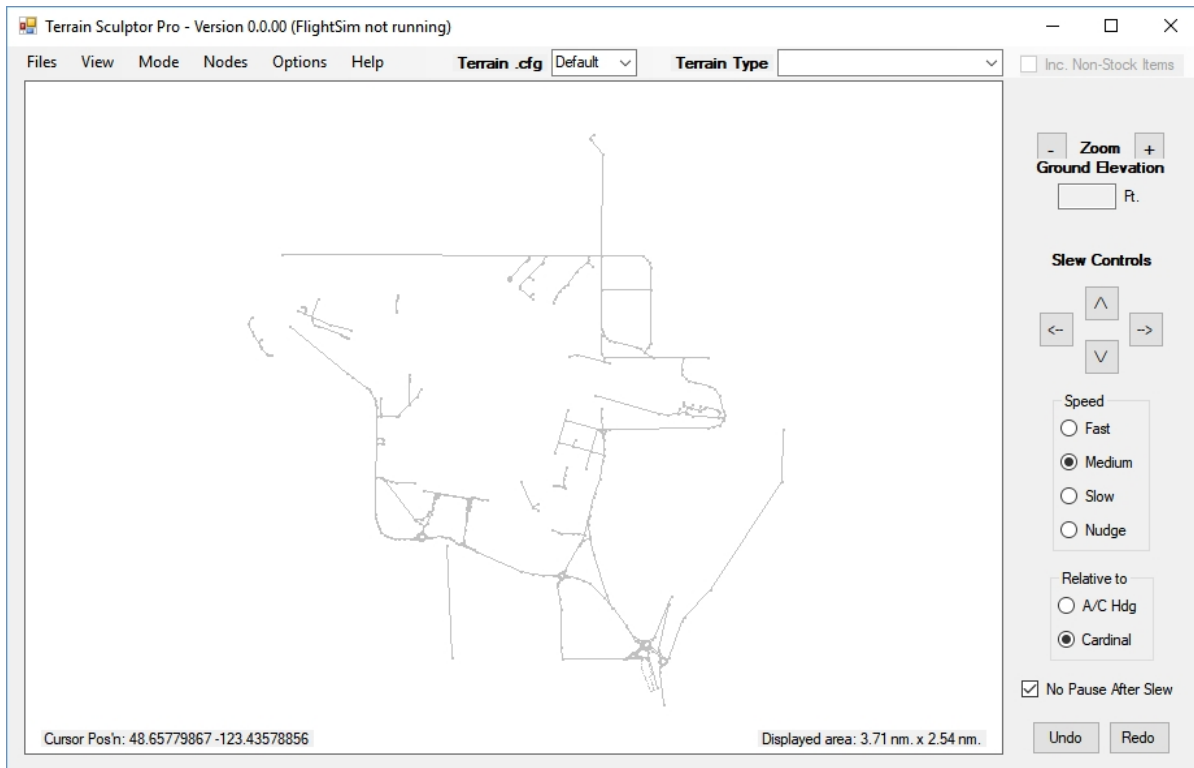 Terrain Sculptor Pro - Version 0.0.00 (FlightSim not running)
Files View Mode Nodes Options Help Terrain .cfg Default Terrain Type Inc. Non-Stock Items
- Zoom +
Ground Elevation
Ft.
Slew Controls
/\
<-- -->
\/
Speed
Fast
Medium
Slow
Nudge
Relative to
A/C Hdg
Cardinal
No Pause After Slew
Cursor Pos'n: 48.65779867 -123.43578856 Displayed area: 3.71 nm. x 2.54 nm. Undo Redo